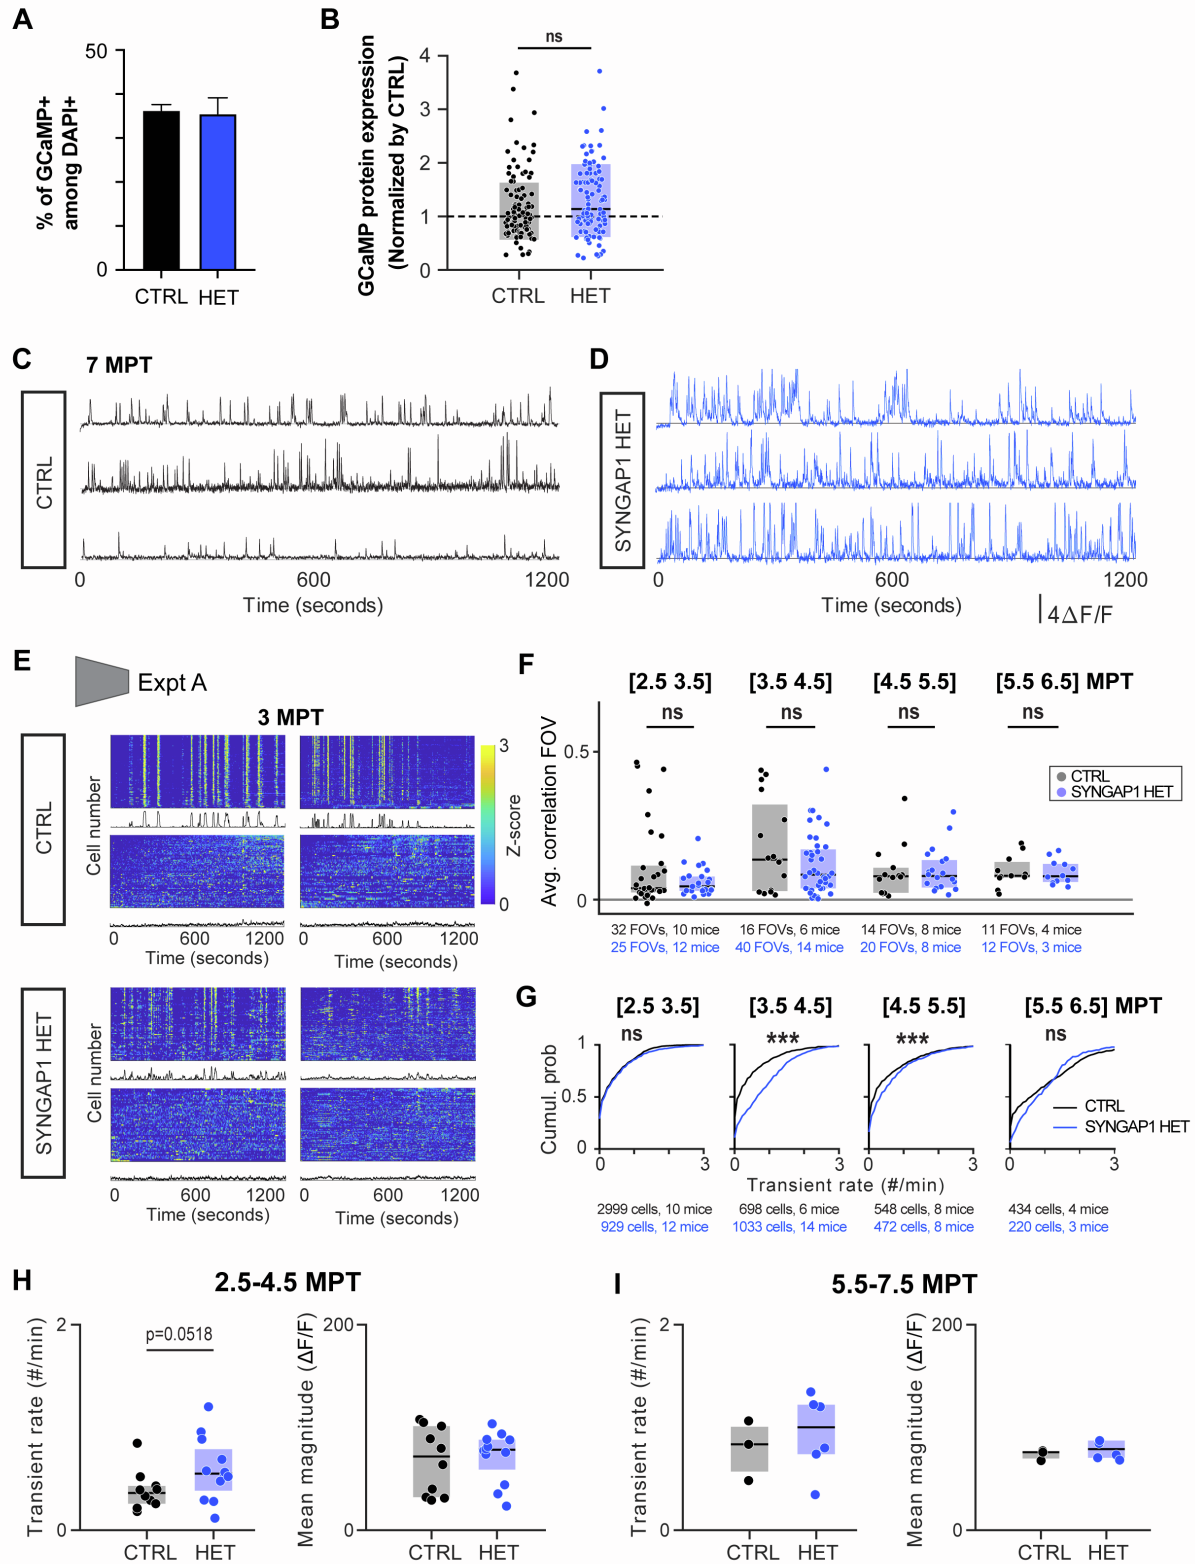 A
50
0
% of GCaMP+
among DAPI+
CTRL
HET
B
ns
4
3
2
1
0
GCaMP protein expression
(Normalized by CTRL)
CTRL
HET
C
7 MPT
CTRL
0
600
1200
Time (seconds)
D
SYNGAP1 HET
0
600
1200
Time (seconds)
4ΔF/F
E
Expt A
3 MPT
CTRL
Cell number
3
Z-score
0
0 600 1200
0 600 1200
Time (seconds)
Time (seconds)
SYNGAP1 HET
Cell number
0 600 1200
0 600 1200
Time (seconds)
Time (seconds)
F
[2.5 3.5] [3.5 4.5] [4.5 5.5] [5.5 6.5] MPT
ns ns ns ns
0.5
0
Avg. correlation FOV
CTRL
SYNGAP1 HET
32 FOVs, 10 mice 16 FOVs, 6 mice 14 FOVs, 8 mice 11 FOVs, 4 mice
25 FOVs, 12 mice 40 FOVs, 14 mice 20 FOVs, 8 mice 12 FOVs, 3 mice
G
[2.5 3.5] [3.5 4.5] [4.5 5.5] [5.5 6.5] MPT
ns *** *** ns
1
0.5
0
Cumul. prob
CTRL
SYNGAP1 HET
0 3 0 3 0 3 0 3
Transient rate (#/min)
2999 cells, 10 mice 698 cells, 6 mice 548 cells, 8 mice 434 cells, 4 mice
929 cells, 12 mice 1033 cells, 14 mice 472 cells, 8 mice 220 cells, 3 mice
H
2.5-4.5 MPT
2
0
Transient rate (#/min)
p=0.0518
CTRL HET
200
0
Mean magnitude (ΔF/F)
CTRL HET
I
5.5-7.5 MPT
2
0
Transient rate (#/min)
CTRL HET
200
0
Mean magnitude (ΔF/F)
CTRL HET